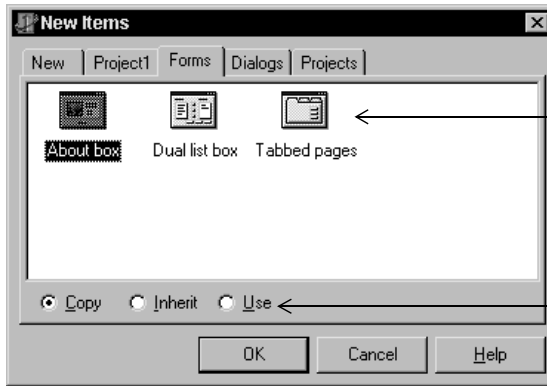 New Items
New Project1 Forms Dialogs Projects
About box Dual list box Tabbed pages
Copy Inherit Use
OK Cancel Help